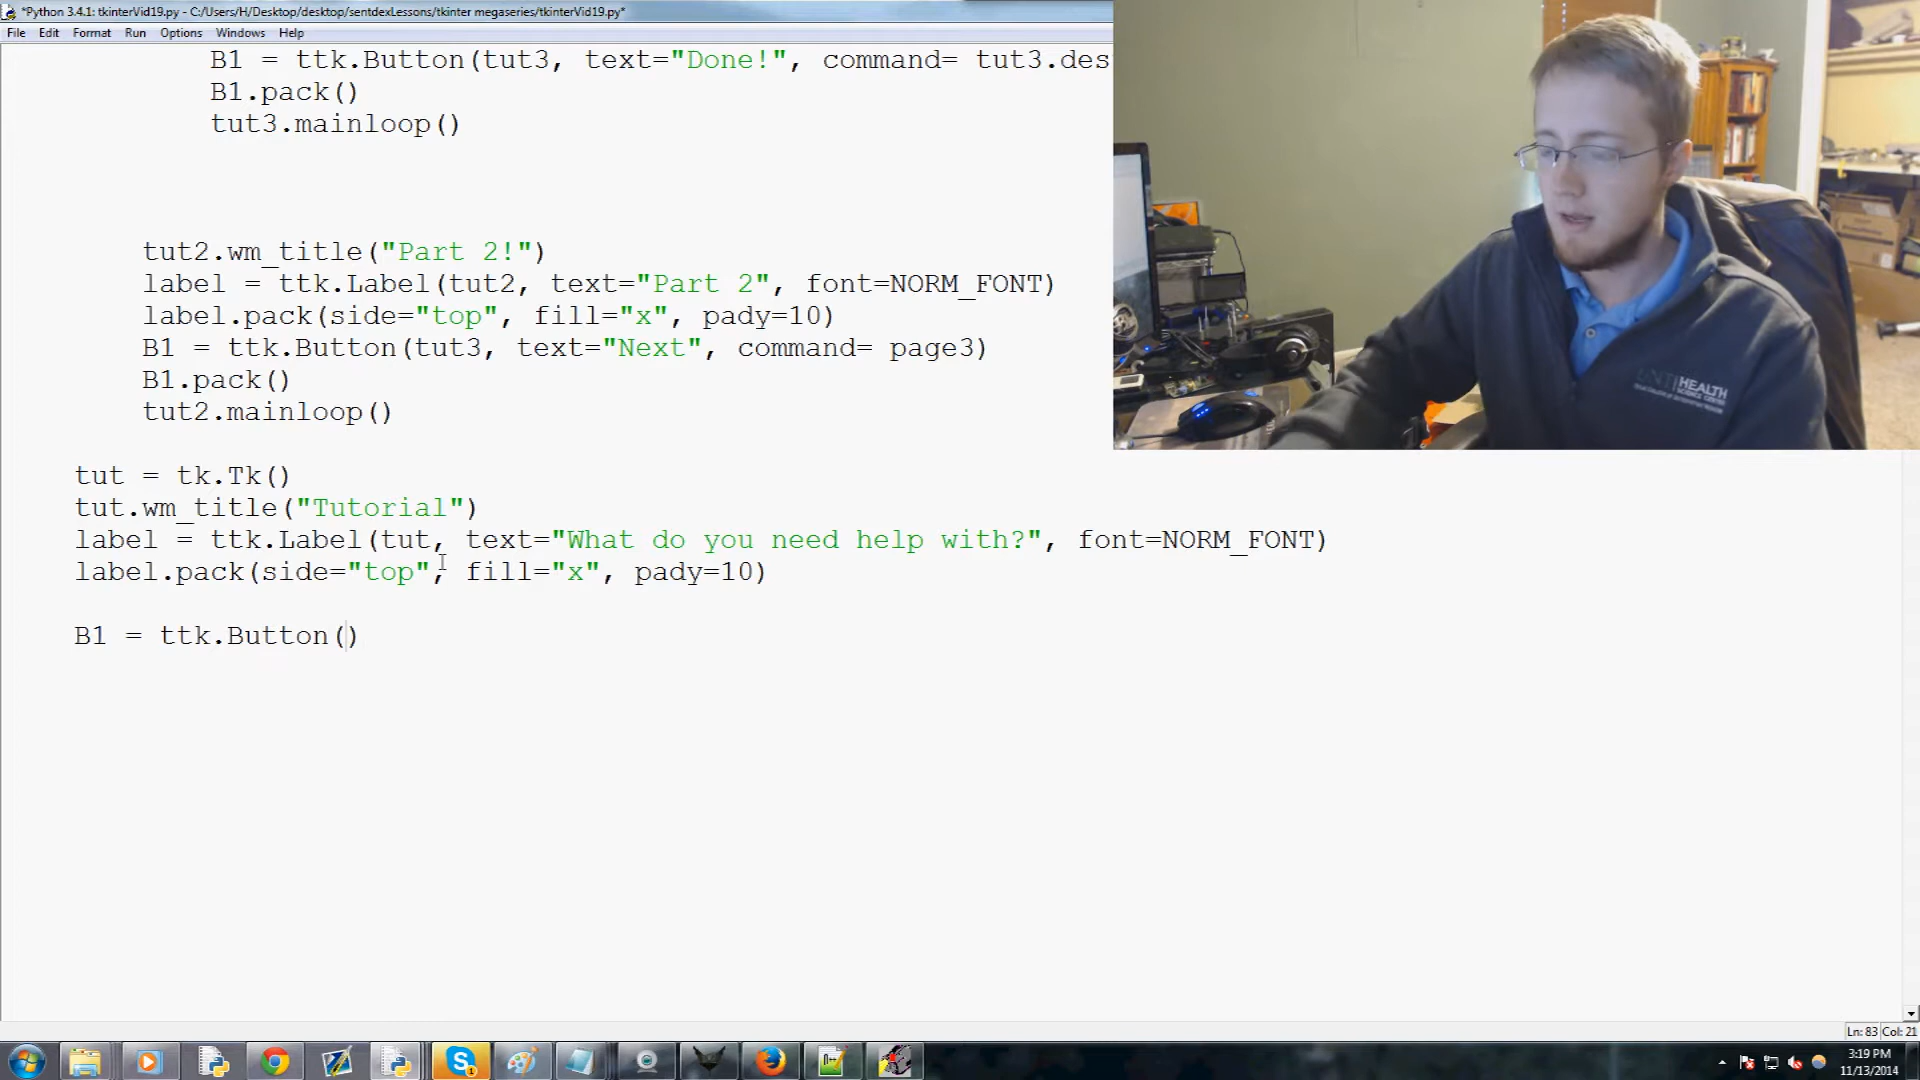 *Python 3.4.1: tkinterVid19.py - C:/Users/H/Desktop/desktop/sentdexLessons/tkinter megaseries/tkinterVid19.py*
File Edit Format Run Options Windows Help
B1 = ttk.Button(tut3, text="Done!", command= tut3.des
B1.pack()
tut3.mainloop()
tut2.wm_title("Part 2!")
label = ttk.Label(tut2, text="Part 2", font=NORM_FONT)
label.pack(side="top", fill="x", pady=10)
B1 = ttk.Button(tut3, text="Next", command= page3)
B1.pack()
tut2.mainloop()
tut = tk.Tk()
tut.wm_title("Tutorial")
label = ttk.Label(tut, text="What do you need help with?", font=NORM_FONT)
label.pack(side="top", fill="x", pady=10)
B1 = ttk.Button()
HEALTH
Ln: 83 Col: 21
3:19 PM
11/13/2014